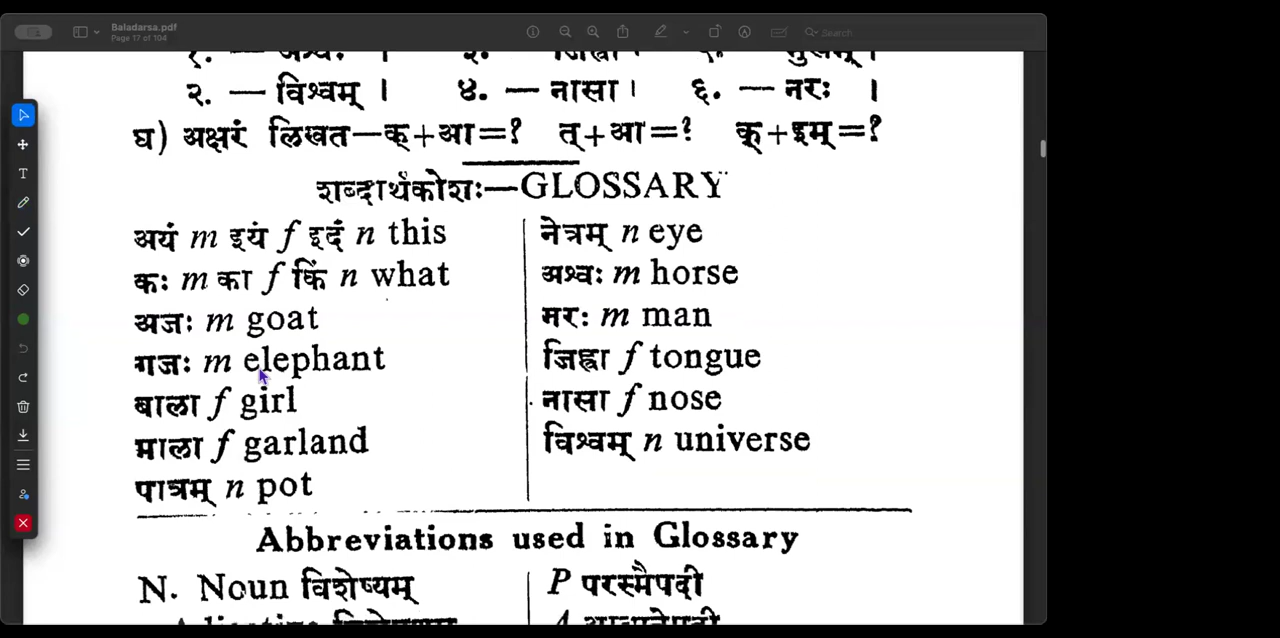 Baladarsa.pdf
Page 17 of 104
Search
२. — विश्वम् । ४. — नासा । ६. — नरः ।
घ) अक्षरं लिखत—क्+आ=? त्+आ=? क्+इम्=?
शब्दार्थकोशः—GLOSSARY
अयं m इयं f इदं n this
कः m का f किं n what
अजः m goat
गजः m elephant
बाला f girl
माला f garland
पात्रम् n pot
नेत्रम् n eye
अश्वः m horse
मरः m man
जिह्वा f tongue
नासा f nose
विश्वम् n universe
Abbreviations used in Glossary
N. Noun विशेष्यम्
P परस्मैपदी